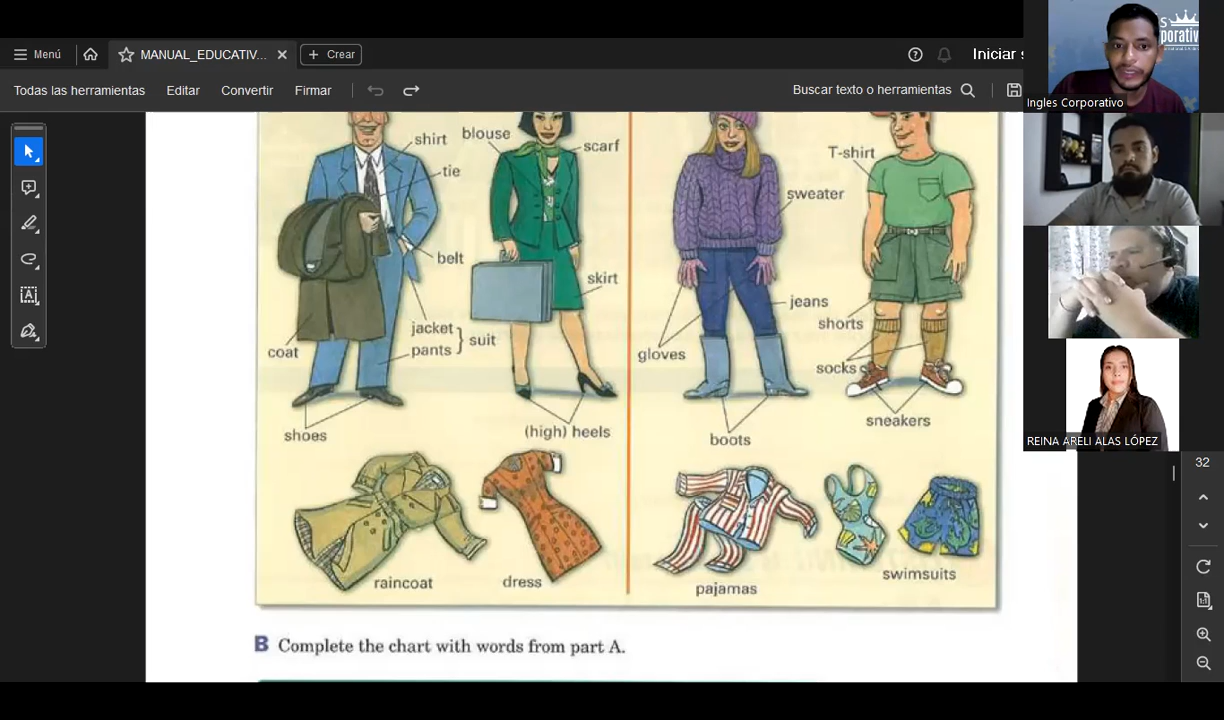 Menú
MANUAL_EDUCATIV...
Crear
Todas las herramientas
Editar
Convertir
Firmar
Buscar texto o herramientas
Iniciar s
Ingles Corporativo
REINA ARELI ALAS LÓPEZ
32
shirt
blouse
scarf
tie
belt
skirt
jacket
pants
suit
coat
shoes
(high) heels
T-shirt
sweater
jeans
shorts
gloves
socks
sneakers
boots
raincoat
dress
pajamas
swimsuits
B Complete the chart with words from part A.